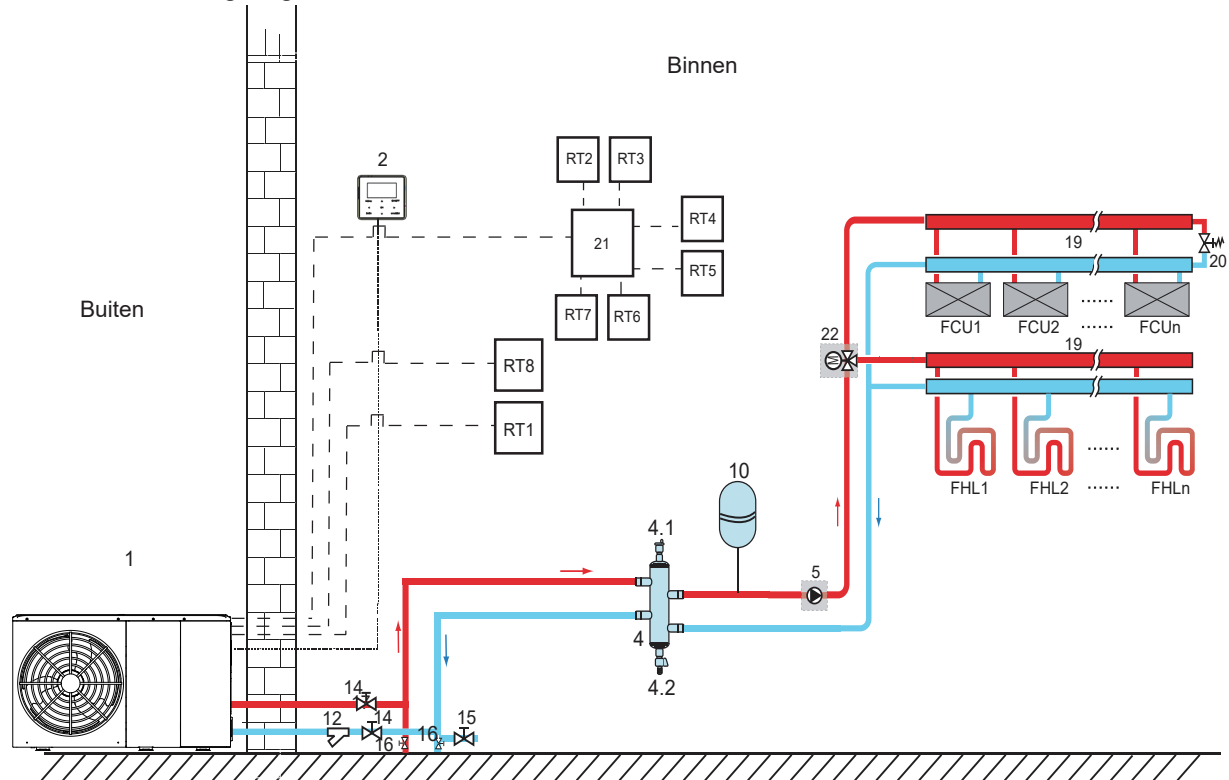 Buiten
Binnen
1
2
RT2
RT3
RT4
RT5
RT6
RT7
21
RT8
RT1
19
20
FCU1
FCU2
......
......
FCUn
22
19
FHL1
FHL2
......
......
FHLn
10
4.1
5
4
4.2
14
12
14
16
16
15